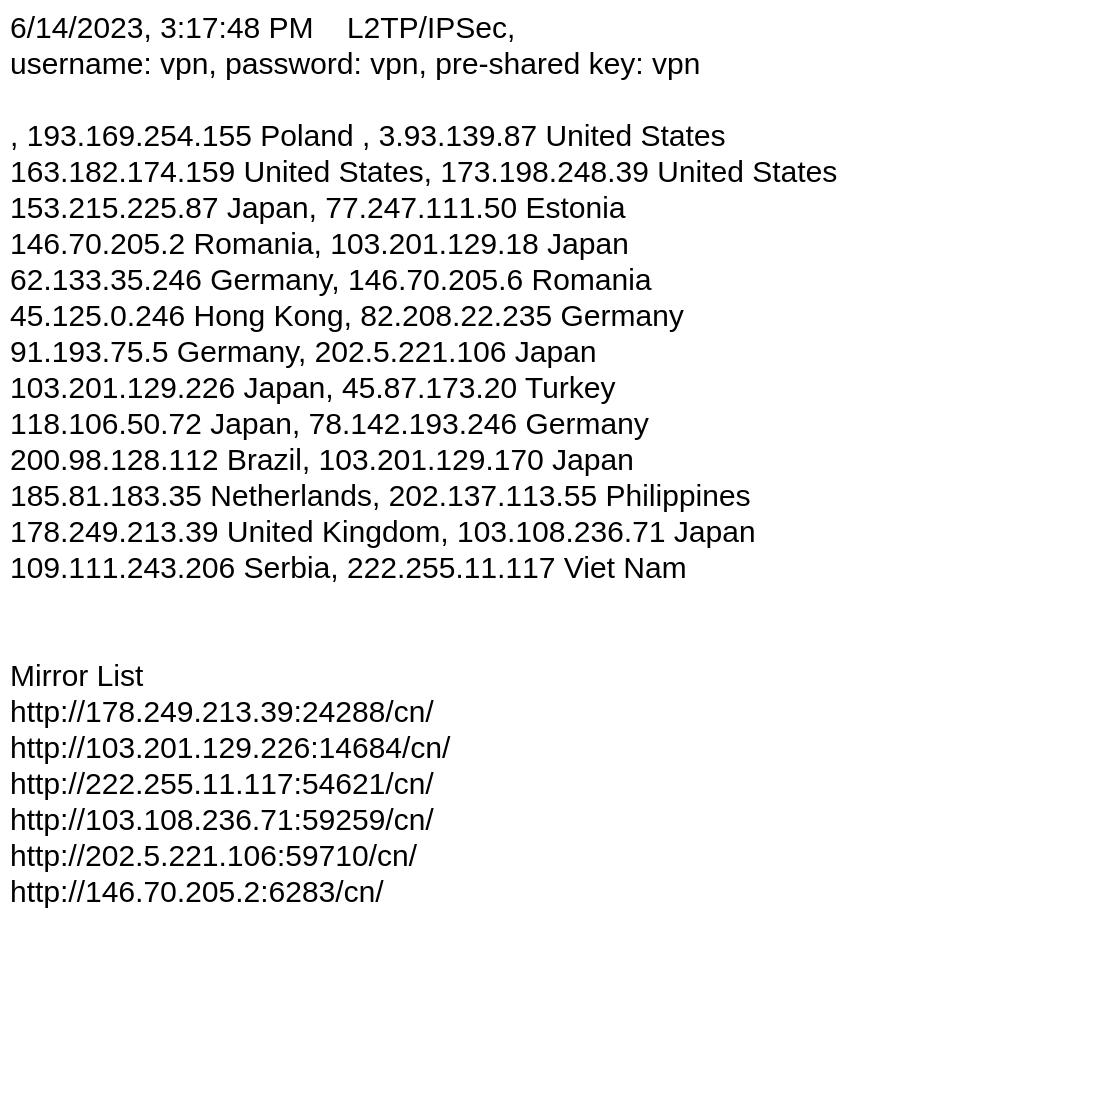 6/14/2023, 3:17:48 PM    L2TP/IPSec,
username: vpn, password: vpn, pre-shared key: vpn
, 193.169.254.155 Poland , 3.93.139.87 United States
163.182.174.159 United States, 173.198.248.39 United States
153.215.225.87 Japan, 77.247.111.50 Estonia
146.70.205.2 Romania, 103.201.129.18 Japan
62.133.35.246 Germany, 146.70.205.6 Romania
45.125.0.246 Hong Kong, 82.208.22.235 Germany
91.193.75.5 Germany, 202.5.221.106 Japan
103.201.129.226 Japan, 45.87.173.20 Turkey
118.106.50.72 Japan, 78.142.193.246 Germany
200.98.128.112 Brazil, 103.201.129.170 Japan
185.81.183.35 Netherlands, 202.137.113.55 Philippines
178.249.213.39 United Kingdom, 103.108.236.71 Japan
109.111.243.206 Serbia, 222.255.11.117 Viet Nam
Mirror List
http://178.249.213.39:24288/cn/
http://103.201.129.226:14684/cn/
http://222.255.11.117:54621/cn/
http://103.108.236.71:59259/cn/
http://202.5.221.106:59710/cn/
http://146.70.205.2:6283/cn/